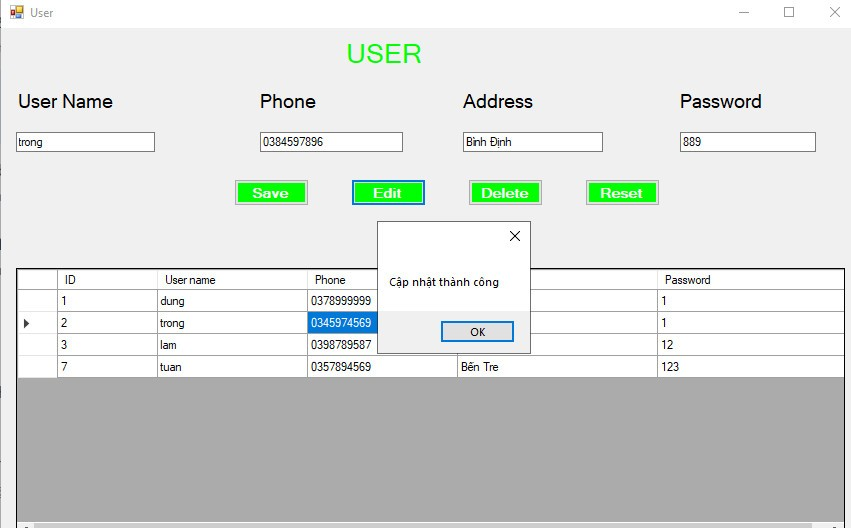 User
USER
User Name Phone Address Password
trong 0384597896 Bình Định 889
Save Edit Delete Reset
Cập nhật thành công
OK
ID User name Phone Password
1 dung 0378999999 1
2 trong 0345974569 1
3 lam 0398789587 12
7 tuan 0357894569 Bến Tre 123